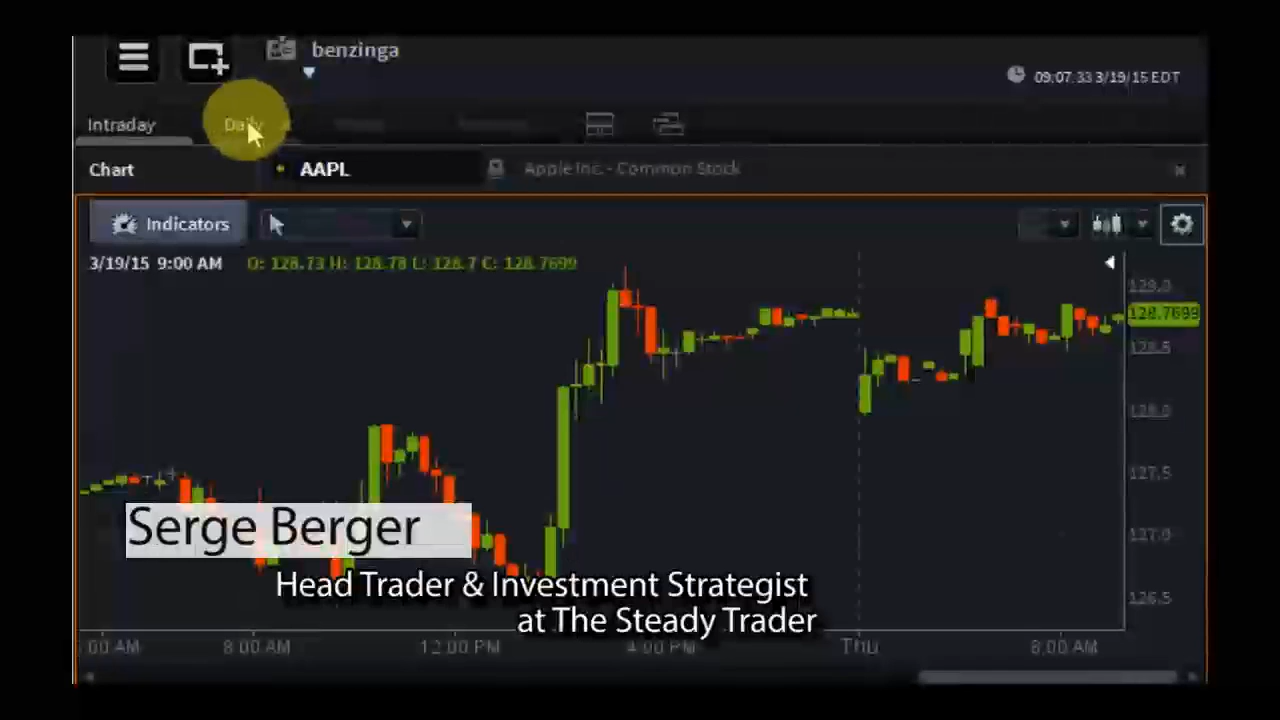 benzinga
09:07:33 3/19/15 EDT
Intraday
Daily
Chart
AAPL
Apple Inc. - Common Stock
Indicators
3/19/15 9:00 AM O: 128.73 H: 128.78 L: 128.7 C: 128.7699
129.0
128.7699
128.5
128.0
127.5
127.0
126.5
Serge Berger
Head Trader & Investment Strategist
at The Steady Trader
:00 AM 8:00 AM 12:00 PM 4:00 PM Thu 8:00 AM